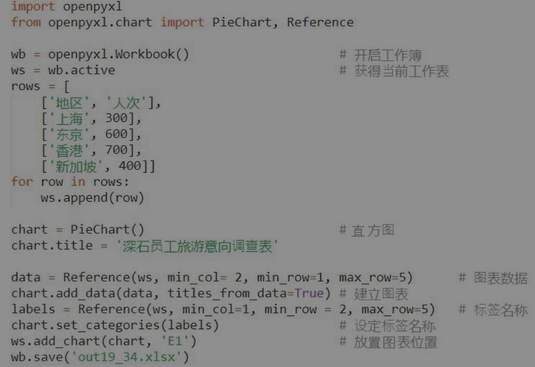 import openpyxl
from openpyxl.chart import PieChart, Reference
wb = openpyxl.Workbook() # 开启工作簿
ws = wb.active # 获得当前工作表
rows = [
['地区', '人次'],
['上海', 300],
['东京', 600],
['香港', 700],
['新加坡', 400]]
for row in rows:
ws.append(row)
chart = PieChart() # 直方图
chart.title = '深石员工旅游意向调查表'
data = Reference(ws, min_col= 2, min_row=1, max_row=5) # 图表数据
chart.add_data(data, titles_from_data=True) # 建立图表
labels = Reference(ws, min_col=1, min_row = 2, max_row=5) # 标签名称
chart.set_categories(labels) # 设定标签名称
ws.add_chart(chart, 'E1') # 放置图表位置
wb.save('out19_34.xlsx')